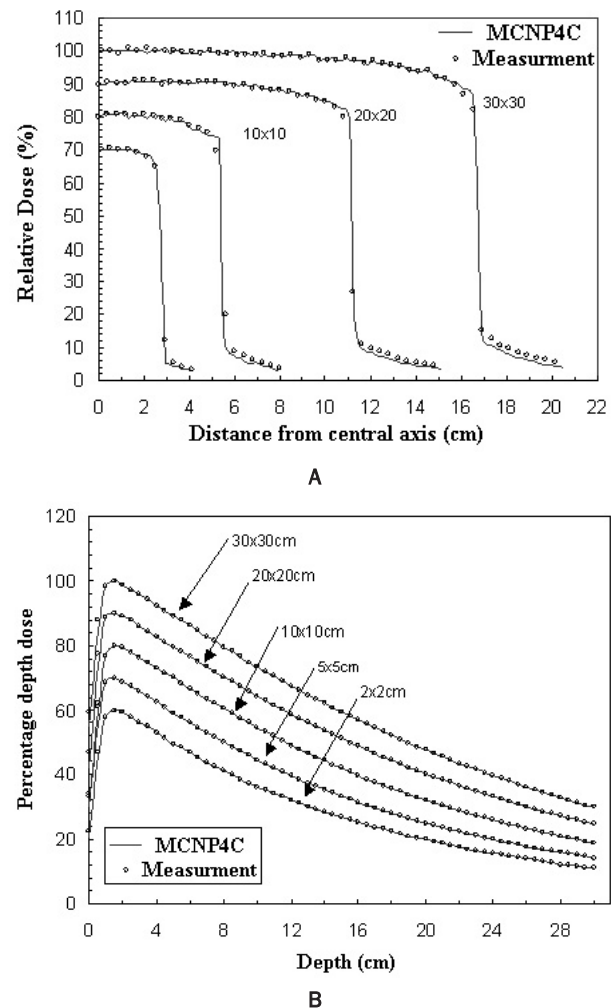 110
100
90
80
70
60
50
40
30
20
10
0
Relative Dose (%)
MCNP4C
Measurment
10x10
20x20
30x30
0 2 4 6 8 10 12 14 16 18 20 22
Distance from central axis (cm)
A
120
100
80
60
40
20
0
Percentage depth dose
30x30cm
20x20cm
10x10cm
5x5cm
2x2cm
MCNP4C
Measurment
0 4 8 12 16 20 24 28
Depth (cm)
B